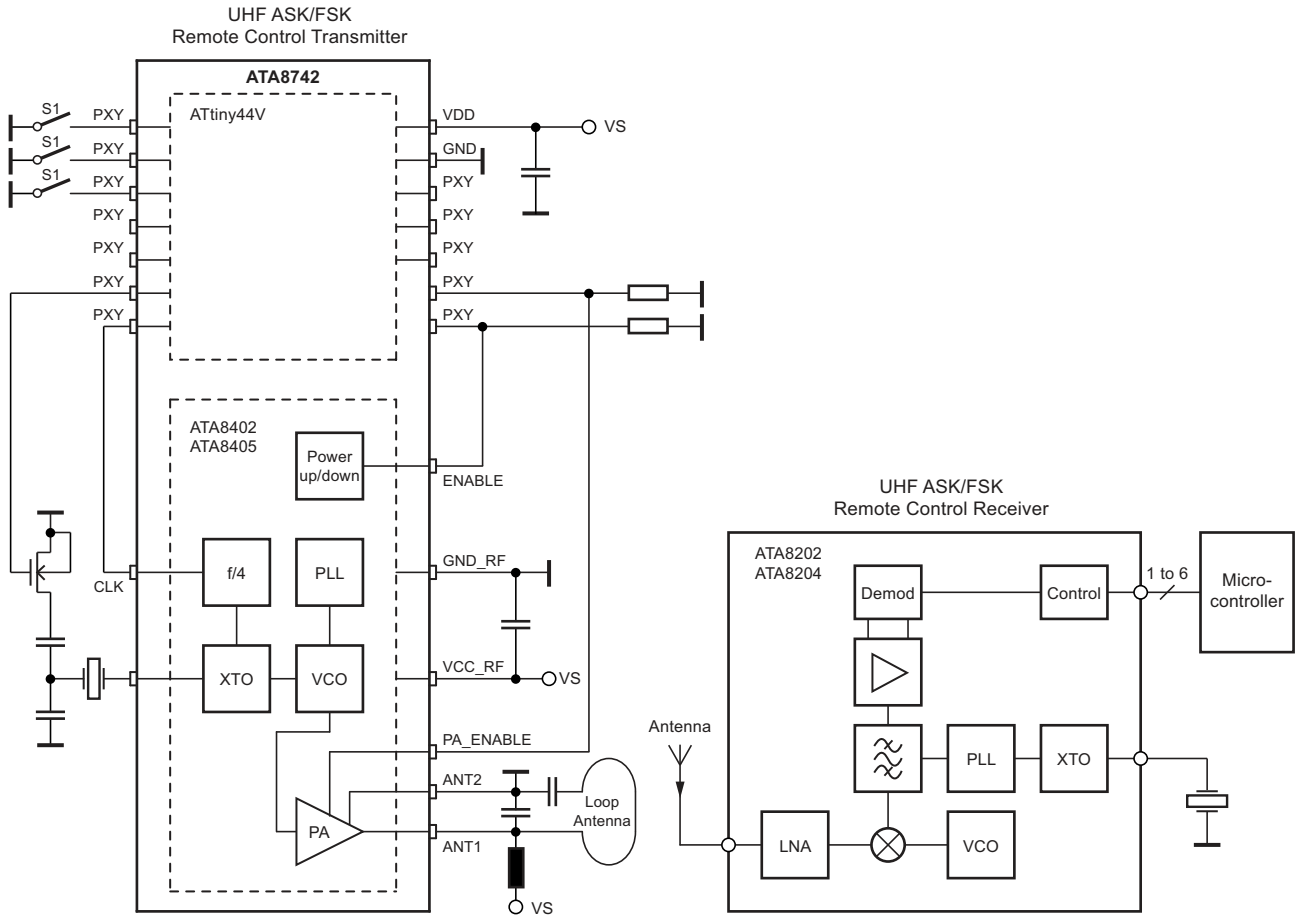 UHF ASK/FSK
Remote Control Transmitter
ATA8742
ATtiny44V
S1
PXY
S1
PXY
S1
PXY
PXY
PXY
PXY
PXY
VDD
VS
GND
PXY
PXY
PXY
PXY
PXY
ATA8402
ATA8405
Power
up/down
ENABLE
CLK
f/4
PLL
GND_RF
XTO
VCO
VCC_RF
VS
PA_ENABLE
ANT2
Loop
Antenna
PA
ANT1
VS
UHF ASK/FSK
Remote Control Receiver
ATA8202
ATA8204
Demod
Control
1 to 6
Micro-
controller
Antenna
PLL
XTO
LNA
VCO